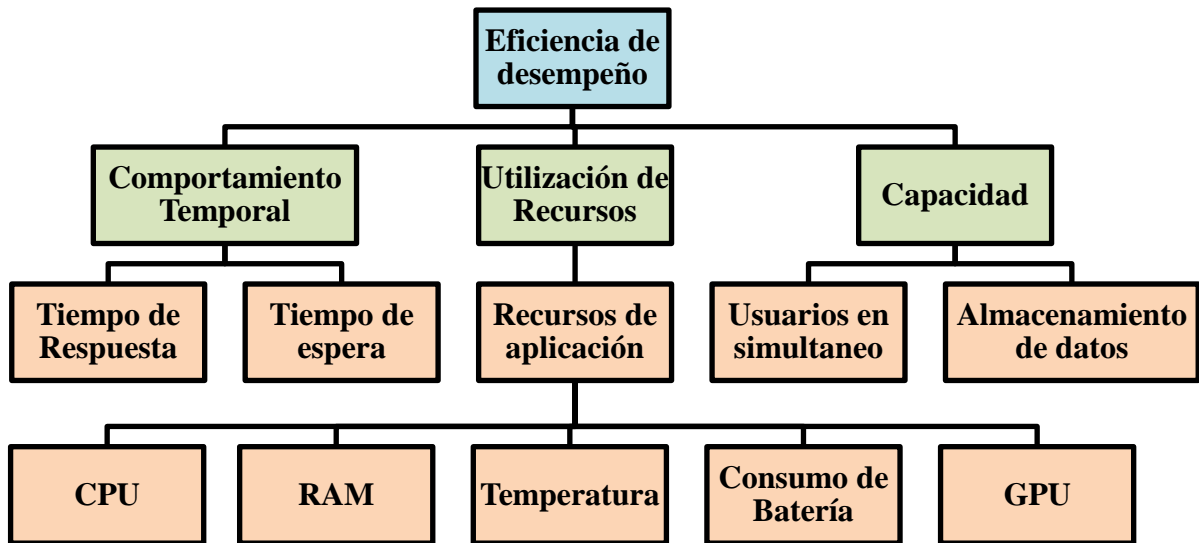 Eficiencia de
desempeño
Comportamiento
Temporal
Utilización de
Recursos
Capacidad
Tiempo de
Respuesta
Tiempo de
espera
Recursos de
aplicación
Usuarios en
simultaneo
Almacenamiento
de datos
CPU
RAM
Temperatura
Consumo de
Batería
GPU